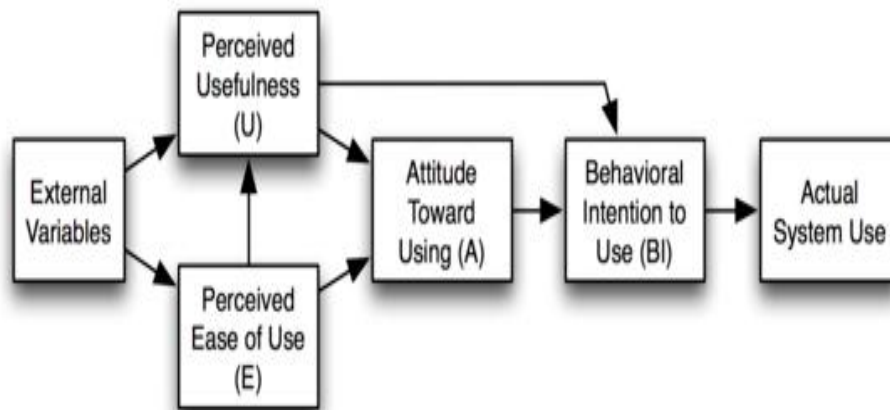 Perceived
Usefulness
(U)
External
Variables
Perceived
Ease of Use
(E)
Attitude
Toward
Using (A)
Behavioral
Intention to
Use (BI)
Actual
System Use